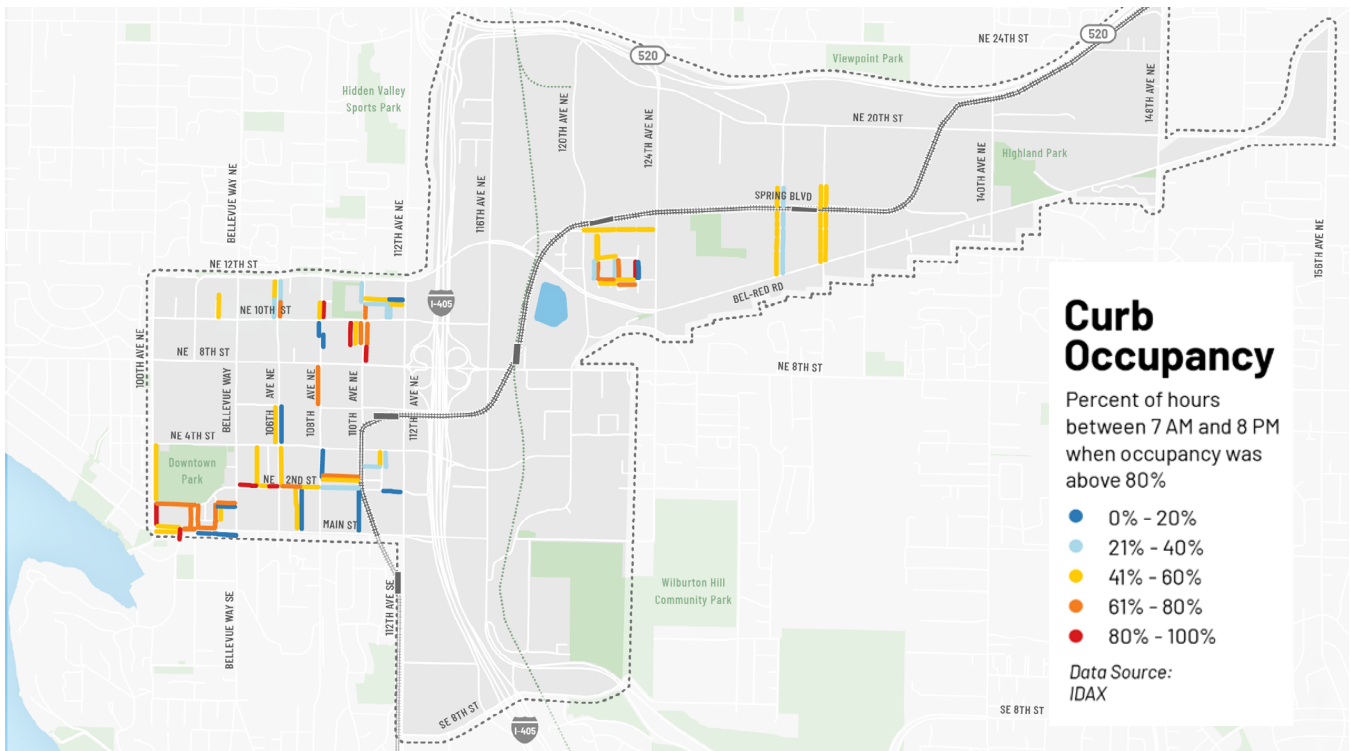 520
NE 24TH ST
520
Viewpoint Park
Hidden Valley
Sports Park
148TH AVE NE
120TH AVE NE
124TH AVE NE
NE 20TH ST
BELLEVUE WAY NE
116TH AVE NE
112TH AVE NE
140TH AVE NE
Highland Park
SPRING BLVD
156TH AVE NE
NE 12TH ST
BEL-RED RD
I-405
NE 10TH ST
100TH AVE NE
NE 8TH ST
NE 8TH ST
BELLEVUE WAY
106TH AVE NE
108TH AVE NE
110TH AVE NE
112TH AVE NE
NE 4TH ST
Downtown
Park
NE 2ND ST
MAIN ST
BELLEVUE WAY SE
112TH AVE SE
Wilburton Hill
Community Park
SE 8TH ST
I-405
SE 8TH ST
Curb
Occupancy
Percent of hours
between 7 AM and 8 PM
when occupancy was
above 80%
0% - 20%
21% - 40%
41% - 60%
61% - 80%
80% - 100%
Data Source:
IDAX